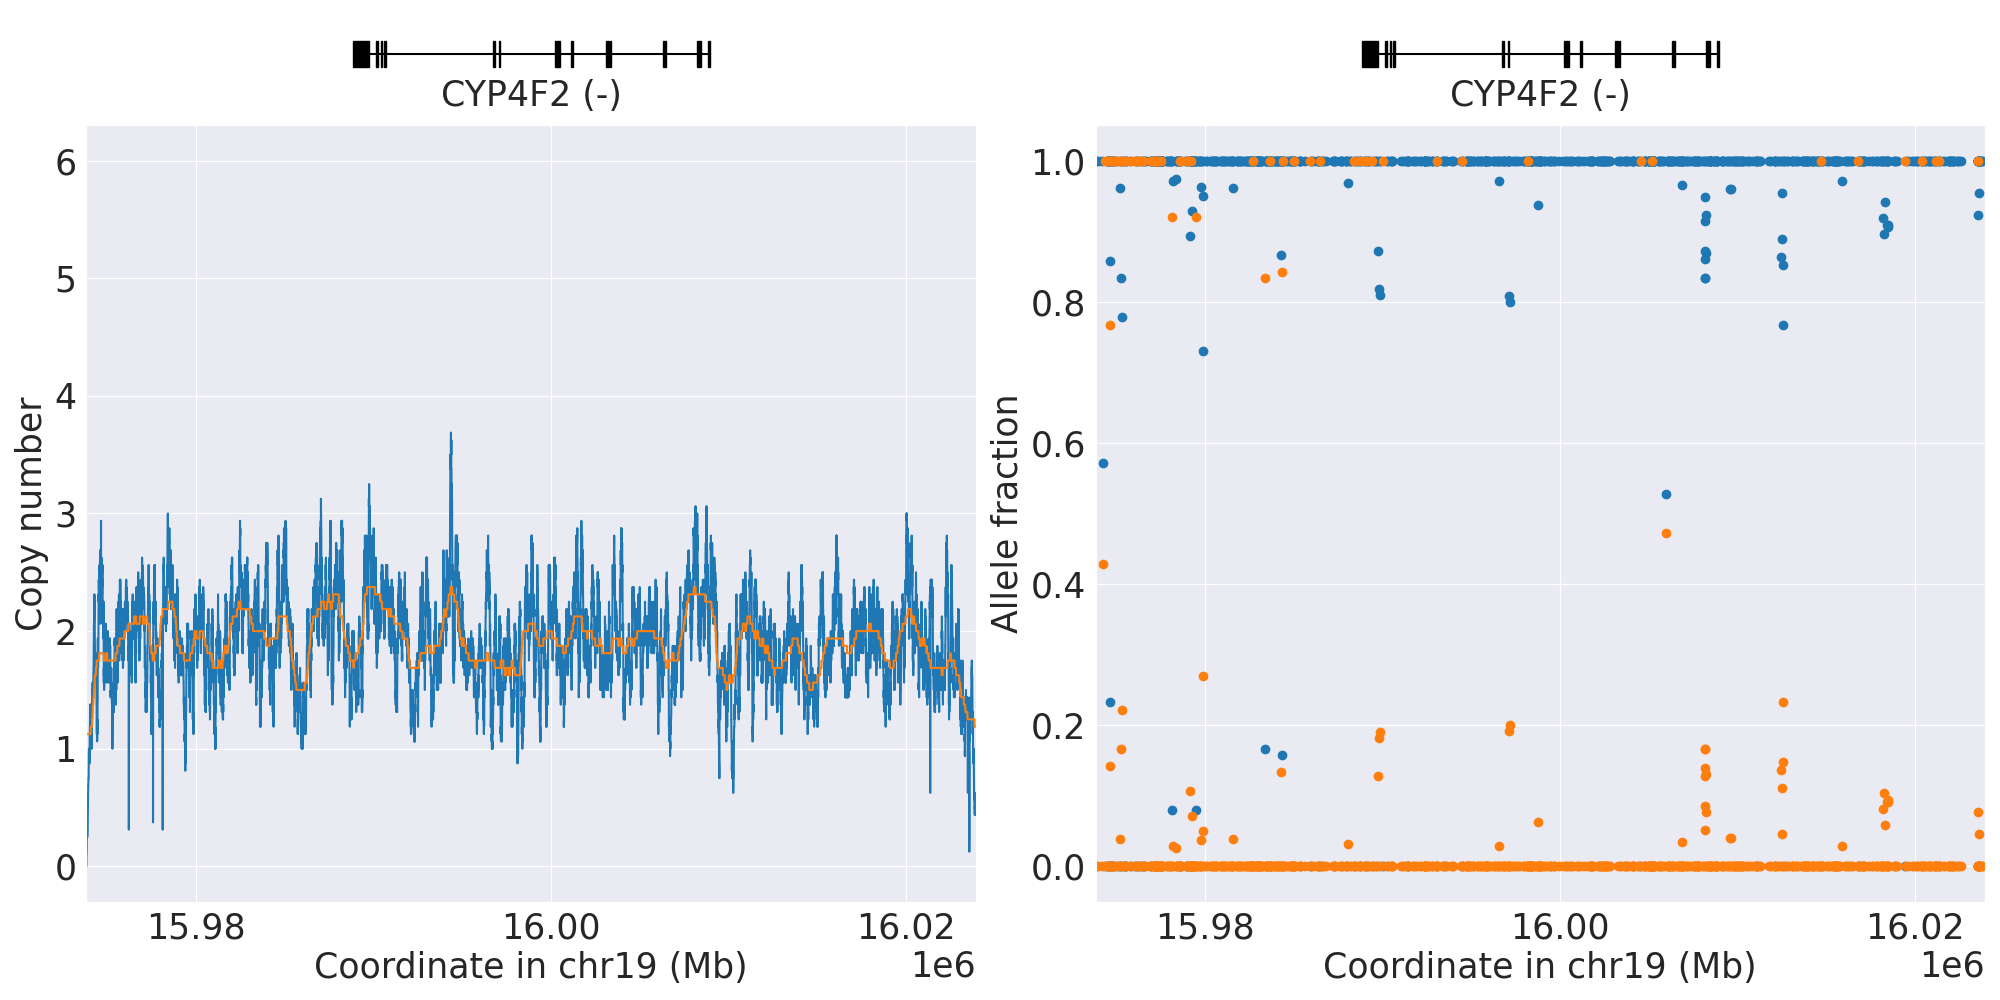 CYP4F2 (-)
Copy number
6
5
4
3
2
1
0
15.98
16.00
16.02
Coordinate in chr19 (Mb)
1e6
CYP4F2 (-)
Allele fraction
1.0
0.8
0.6
0.4
0.2
0.0
15.98
16.00
16.02
Coordinate in chr19 (Mb)
1e6